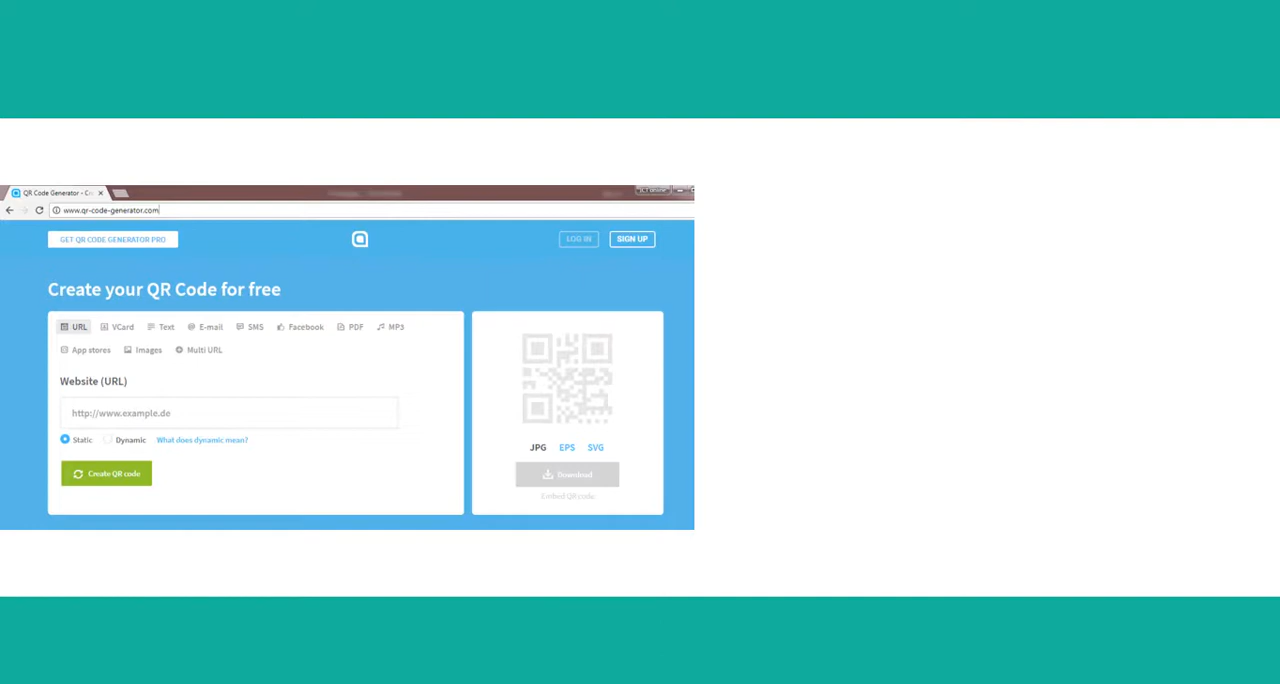 QR Code Generator - Cr
www.qr-code-generator.com
GET QR CODE GENERATOR PRO
LOG IN
SIGN UP
Create your QR Code for free
URL VCard Text E-mail SMS Facebook PDF MP3
App stores Images Multi URL
Website (URL)
http://www.example.de
Static Dynamic What does dynamic mean?
Create QR code
JPG EPS SVG
Download
Embed QR code